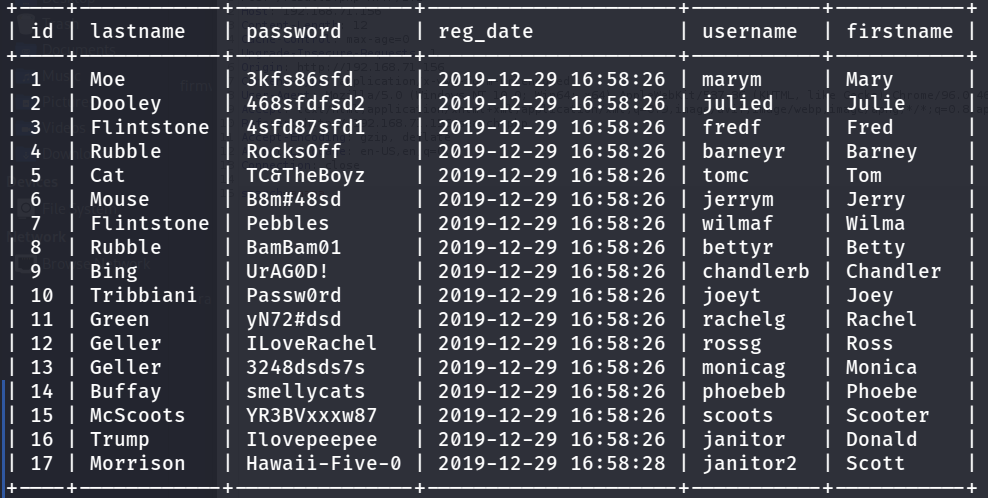 | id | lastname | password | reg_date | username | firstname |
| 1 | Moe | 3kfs86sfd | 2019-12-29 16:58:26 | marym | Mary |
| 2 | Dooley | 468sfdfsd2 | 2019-12-29 16:58:26 | julied | Julie |
| 3 | Flintstone | 4sfd87sfd1 | 2019-12-29 16:58:26 | fredf | Fred |
| 4 | Rubble | RocksOff | 2019-12-29 16:58:26 | barneyr | Barney |
| 5 | Cat | TC&TheBoyz | 2019-12-29 16:58:26 | tomc | Tom |
| 6 | Mouse | B8m#48sd | 2019-12-29 16:58:26 | jerrym | Jerry |
| 7 | Flintstone | Pebbles | 2019-12-29 16:58:26 | wilmaf | Wilma |
| 8 | Rubble | BamBam01 | 2019-12-29 16:58:26 | bettyr | Betty |
| 9 | Bing | UrAG0D! | 2019-12-29 16:58:26 | chandlerb | Chandler |
| 10 | Tribbiani | Passw0rd | 2019-12-29 16:58:26 | joeyt | Joey |
| 11 | Green | yN72#dsd | 2019-12-29 16:58:26 | rachelg | Rachel |
| 12 | Geller | ILoveRachel | 2019-12-29 16:58:26 | rossg | Ross |
| 13 | Geller | 3248dsds7s | 2019-12-29 16:58:26 | monicag | Monica |
| 14 | Buffay | smellycats | 2019-12-29 16:58:26 | phoebeb | Phoebe |
| 15 | McScoots | YR3BVxxxw87 | 2019-12-29 16:58:26 | scoots | Scooter |
| 16 | Trump | Ilovepeepee | 2019-12-29 16:58:26 | janitor | Donald |
| 17 | Morrison | Hawaii-Five-0 | 2019-12-29 16:58:28 | janitor2 | Scott |